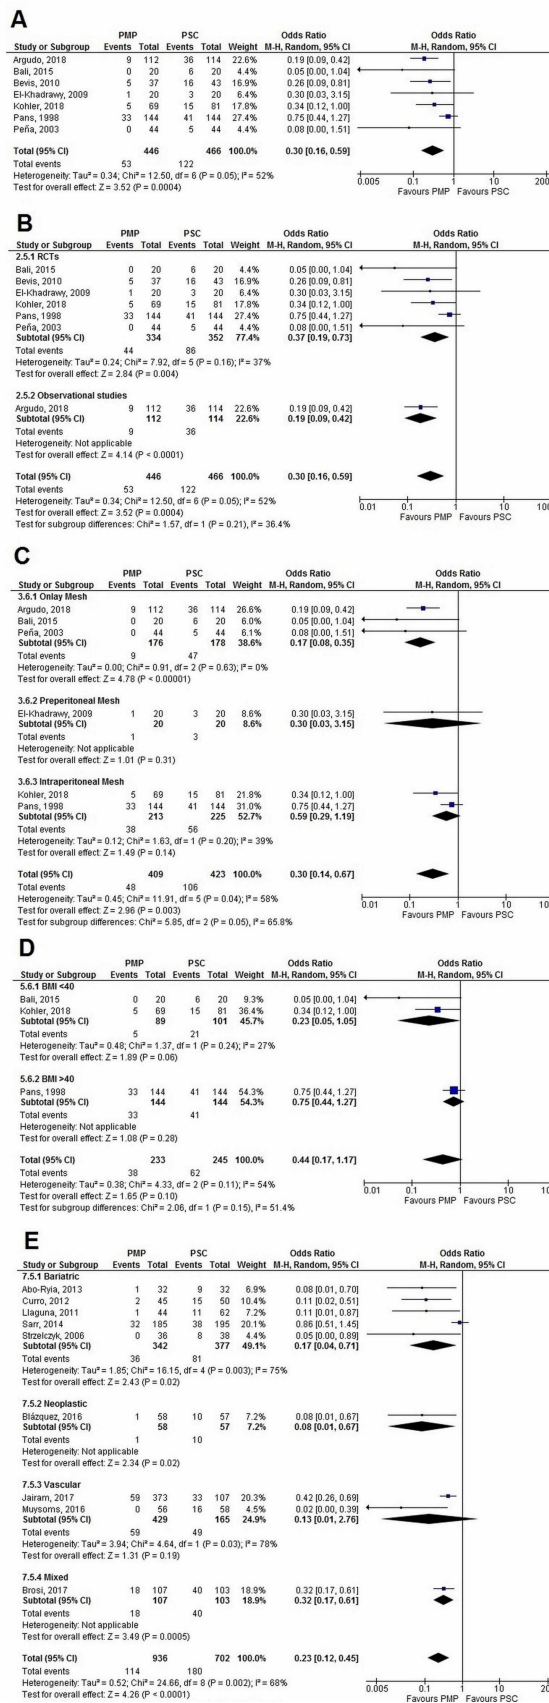 A
PMP PSC Odds Ratio Odds Ratio
Study or Subgroup Events Total Events Total Weight M-H, Random, 95% CI M-H, Random, 95% CI
Argudo, 2018 9 112 36 114 22.6% 0.19 [0.09, 0.42]
Bali, 2015 0 20 6 20 4.4% 0.05 [0.00, 1.04]
Bevis, 2010 5 37 16 43 16.9% 0.26 [0.09, 0.81]
El-Khadrawy, 2009 1 20 3 20 6.6% 0.30 [0.03, 3.15]
Kohler, 2018 5 69 15 81 17.4% 0.34 [0.12, 1.00]
Pans, 1998 33 144 41 144 27.4% 0.75 [0.44, 1.27]
Peña, 2003 0 44 5 44 4.7% 0.08 [0.00, 1.51]
Total (95% CI) 446 466 100.0% 0.30 [0.16, 0.59]
Total events 53 122
Heterogeneity: Tau² = 0.34; Chi² = 12.50, df = 6 (P = 0.05); I² = 52%
Test for overall effect: Z = 3.52 (P = 0.0004)
0.005 0.1 1 10 200
Favours PMP Favours PSC
B
PMP PSC Odds Ratio Odds Ratio
Study or Subgroup Events Total Events Total Weight M-H, Random, 95% CI M-H, Random, 95% CI
2.5.1 RCTs
Bali, 2015 0 20 6 20 4.4% 0.05 [0.00, 1.04]
Bevis, 2010 5 37 16 43 16.9% 0.26 [0.09, 0.81]
El-Khadrawy, 2009 1 20 3 20 6.6% 0.30 [0.03, 3.15]
Kohler, 2018 5 69 15 81 17.4% 0.34 [0.12, 1.00]
Pans, 1998 33 144 41 144 27.4% 0.75 [0.44, 1.27]
Peña, 2003 0 44 5 44 4.7% 0.08 [0.00, 1.51]
Subtotal (95% CI) 334 352 77.4% 0.37 [0.19, 0.73]
Total events 44 86
Heterogeneity: Tau² = 0.24; Chi² = 7.92, df = 5 (P = 0.16); I² = 37%
Test for overall effect: Z = 2.84 (P = 0.004)
2.5.2 Observational studies
Argudo, 2018 9 112 36 114 22.6% 0.19 [0.09, 0.42]
Subtotal (95% CI) 112 114 22.6% 0.19 [0.09, 0.42]
Total events 9 36
Heterogeneity: Not applicable
Test for overall effect: Z = 4.14 (P < 0.0001)
Total (95% CI) 446 466 100.0% 0.30 [0.16, 0.59]
Total events 53 122
Heterogeneity: Tau² = 0.34; Chi² = 12.50, df = 6 (P = 0.05); I² = 52%
Test for overall effect: Z = 3.52 (P = 0.0004)
Test for subgroup differences: Chi² = 1.57, df = 1 (P = 0.21), I² = 36.4%
0.01 0.1 1 10 100
Favours PMP Favours PSC
C
PMP PSC Odds Ratio Odds Ratio
Study or Subgroup Events Total Events Total Weight M-H, Random, 95% CI M-H, Random, 95% CI
3.6.1 Onlay Mesh
Argudo, 2018 9 112 36 114 26.6% 0.19 [0.09, 0.42]
Bali, 2015 0 20 6 20 5.9% 0.05 [0.00, 1.04]
Peña, 2003 0 44 5 44 6.1% 0.08 [0.00, 1.51]
Subtotal (95% CI) 176 178 38.6% 0.17 [0.08, 0.35]
Total events 9 47
Heterogeneity: Tau² = 0.00; Chi² = 0.91, df = 2 (P = 0.63); I² = 0%
Test for overall effect: Z = 4.78 (P < 0.00001)
3.6.2 Preperitoneal Mesh
El-Khadrawy, 2009 1 20 3 20 8.6% 0.30 [0.03, 3.15]
Subtotal (95% CI) 20 20 8.6% 0.30 [0.03, 3.15]
Total events 1 3
Heterogeneity: Not applicable
Test for overall effect: Z = 1.01 (P = 0.31)
3.6.3 Intraperitoneal Mesh
Kohler, 2018 5 69 15 81 21.8% 0.34 [0.12, 1.00]
Pans, 1998 33 144 41 144 31.0% 0.75 [0.44, 1.27]
Subtotal (95% CI) 213 225 52.7% 0.59 [0.29, 1.19]
Total events 38 56
Heterogeneity: Tau² = 0.12; Chi² = 1.63, df = 1 (P = 0.20); I² = 39%
Test for overall effect: Z = 1.49 (P = 0.14)
Total (95% CI) 409 423 100.0% 0.30 [0.14, 0.67]
Total events 48 106
Heterogeneity: Tau² = 0.45; Chi² = 11.91, df = 5 (P = 0.04); I² = 58%
Test for overall effect: Z = 2.96 (P = 0.003)
Test for subgroup differences: Chi² = 5.85, df = 2 (P = 0.05), I² = 65.8%
0.01 0.1 1 10 10
Favours PMP Favours PSC
D
PMP PSC Odds Ratio Odds Ratio
Study or Subgroup Events Total Events Total Weight M-H, Random, 95% CI M-H, Random, 95% CI
5.6.1 BMI <40
Bali, 2015 0 20 6 20 9.3% 0.05 [0.00, 1.04]
Kohler, 2018 5 69 15 81 36.4% 0.34 [0.12, 1.00]
Subtotal (95% CI) 89 101 45.7% 0.23 [0.05, 1.05]
Total events 5 21
Heterogeneity: Tau² = 0.48; Chi² = 1.37, df = 1 (P = 0.24); I² = 27%
Test for overall effect: Z = 1.89 (P = 0.06)
5.6.2 BMI >40
Pans, 1998 33 144 41 144 54.3% 0.75 [0.44, 1.27]
Subtotal (95% CI) 144 144 54.3% 0.75 [0.44, 1.27]
Total events 33 41
Heterogeneity: Not applicable
Test for overall effect: Z = 1.08 (P = 0.28)
Total (95% CI) 233 245 100.0% 0.44 [0.17, 1.17]
Total events 38 62
Heterogeneity: Tau² = 0.38; Chi² = 4.33, df = 2 (P = 0.11); I² = 54%
Test for overall effect: Z = 1.65 (P = 0.10)
Test for subgroup differences: Chi² = 2.06, df = 1 (P = 0.15), I² = 51.4%
0.01 0.1 1 10 10
Favours PMP Favours PSC
E
PMP PSC Odds Ratio Odds Ratio
Study or Subgroup Events Total Events Total Weight M-H, Random, 95% CI M-H, Random, 95% CI
7.5.1 Bariatric
Abo-Ryia, 2013 1 32 9 32 6.9% 0.08 [0.01, 0.70]
Curro, 2012 2 45 15 50 10.6% 0.11 [0.02, 0.51]
Llaguna, 2011 1 44 11 62 7.2% 0.11 [0.01, 0.87]
Sarr, 2014 32 185 38 195 20.0% 0.86 [0.51, 1.45]
Strzelczyk, 2006 0 36 8 38 4.4% 0.05 [0.00, 0.89]
Subtotal (95% CI) 342 377 49.1% 0.17 [0.04, 0.71]
Total events 36 81
Heterogeneity: Tau² = 1.85; Chi² = 16.15, df = 4 (P = 0.003); I² = 75%
Test for overall effect: Z = 2.43 (P = 0.02)
7.5.2 Neoplastic
Blázquez, 2016 1 58 10 57 7.2% 0.08 [0.01, 0.67]
Subtotal (95% CI) 58 57 7.2% 0.08 [0.01, 0.67]
Total events 1 10
Heterogeneity: Not applicable
Test for overall effect: Z = 2.34 (P = 0.02)
7.5.3 Vascular
Jairam, 2017 59 373 33 107 20.3% 0.42 [0.26, 0.69]
Muysoms, 2016 0 56 16 58 4.5% 0.02 [0.00, 0.39]
Subtotal (95% CI) 429 165 24.9% 0.13 [0.01, 2.76]
Total events 59 49
Heterogeneity: Tau² = 3.94; Chi² = 4.64, df = 1 (P = 0.03); I² = 78%
Test for overall effect: Z = 1.31 (P = 0.19)
7.5.4 Mixed
Brosi, 2017 18 107 40 103 18.9% 0.32 [0.17, 0.61]
Subtotal (95% CI) 107 103 18.9% 0.32 [0.17, 0.61]
Total events 18 40
Heterogeneity: Not applicable
Test for overall effect: Z = 3.49 (P = 0.0005)
Total (95% CI) 936 702 100.0% 0.23 [0.12, 0.45]
Total events 114 180
Heterogeneity: Tau² = 0.52; Chi² = 24.66, df = 8 (P = 0.002); I² = 68%
Test for overall effect: Z = 4.26 (P < 0.0001)
0.005 0.1 1 10 200
Favours PMP Favours PSC